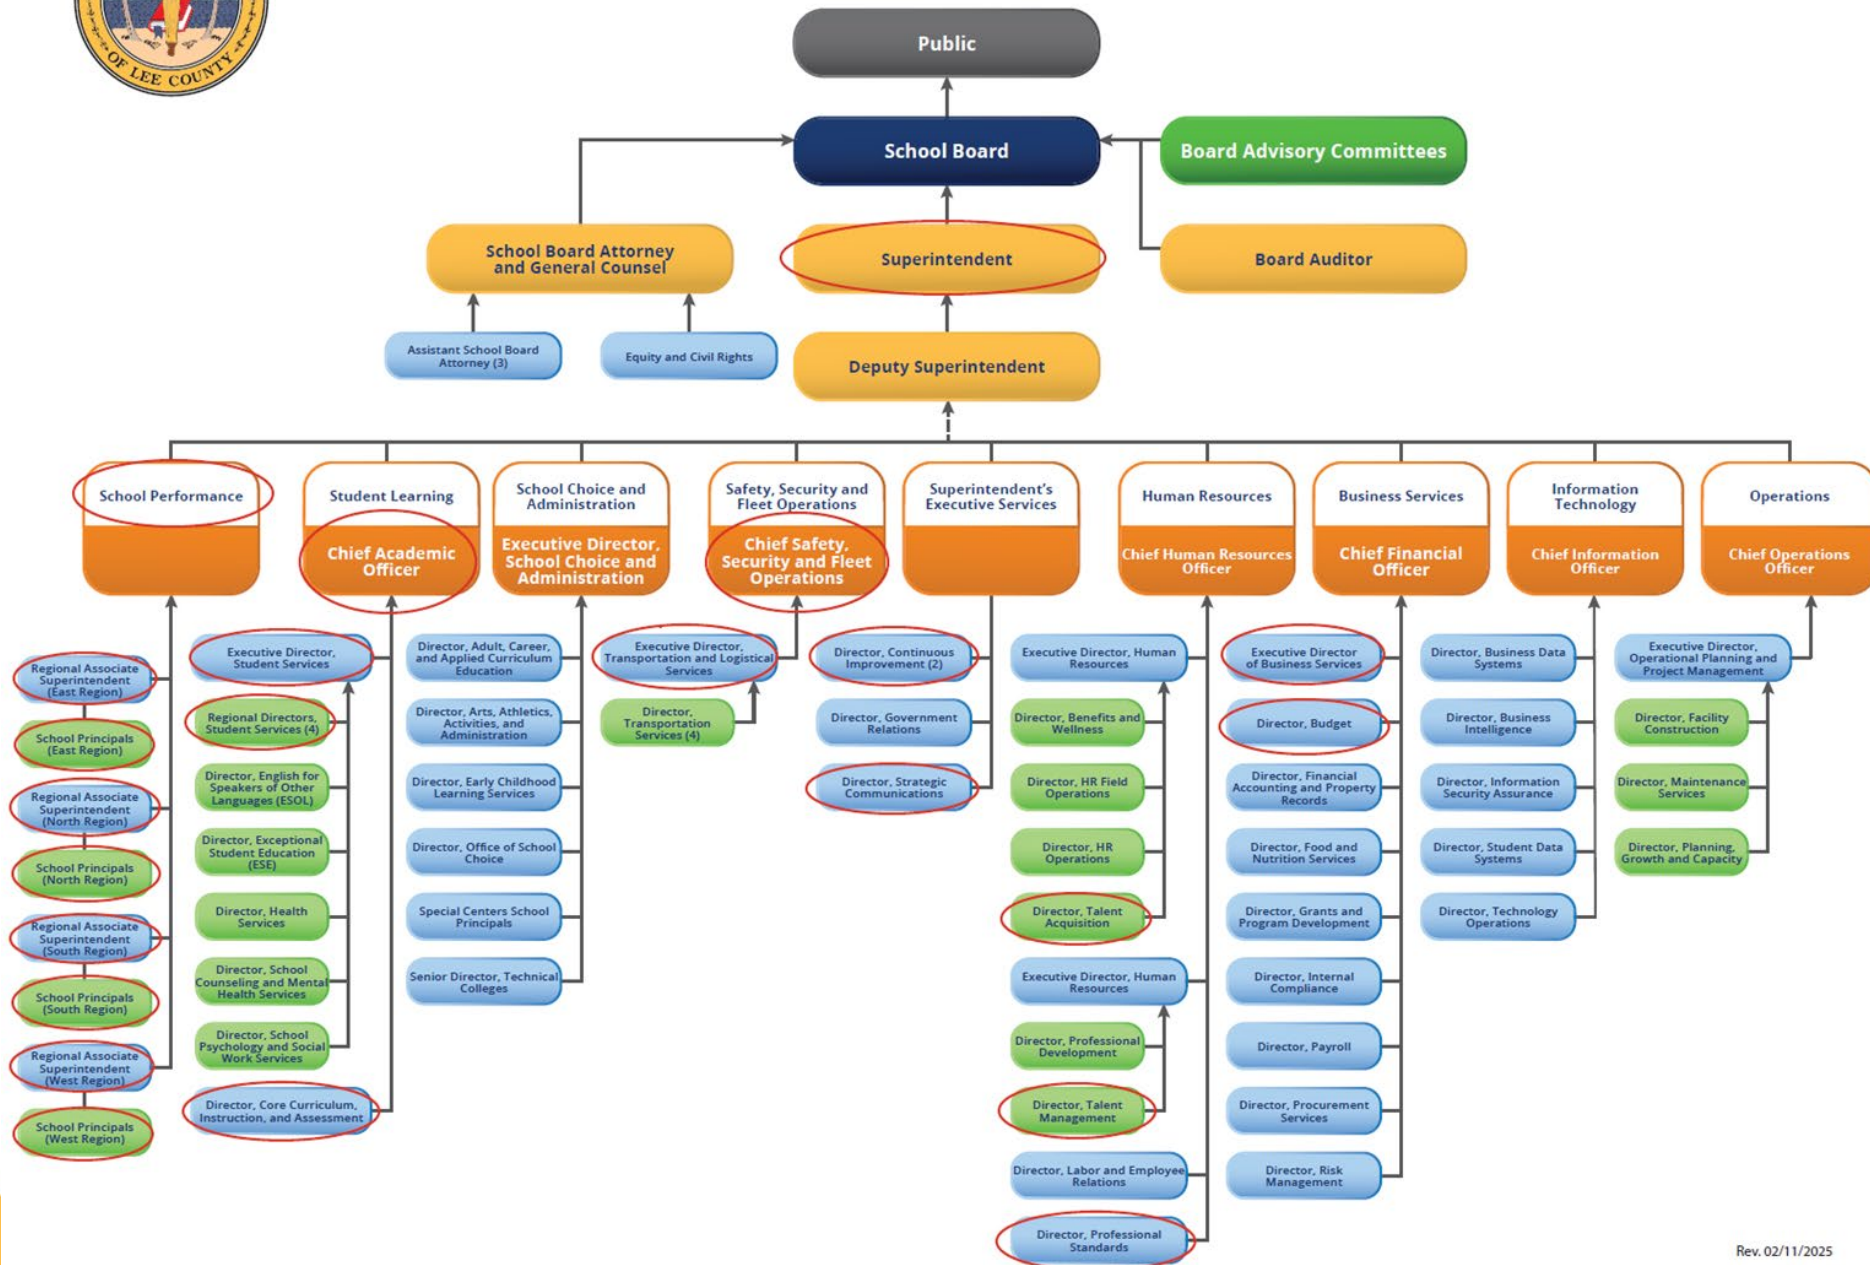 OF LEE COUNTY
Public
School Board
Board Advisory Committees
School Board Attorney
and General Counsel
Superintendent
Board Auditor
Assistant School Board
Attorney (3)
Equity and Civil Rights
Deputy Superintendent
School Performance
Student Learning
Chief Academic
Officer
School Choice and
Administration
Executive Director,
School Choice and
Administration
Safety, Security and
Fleet Operations
Chief Safety,
Security and Fleet
Operations
Superintendent's
Executive Services
Human Resources
Chief Human Resources
Officer
Business Services
Chief Financial
Officer
Information
Technology
Chief Information
Officer
Operations
Chief Operations
Officer
Regional Associate
Superintendent
(East Region)
School Principals
(East Region)
Regional Associate
Superintendent
(North Region)
School Principals
(North Region)
Regional Associate
Superintendent
(South Region)
School Principals
(South Region)
Regional Associate
Superintendent
(West Region)
School Principals
(West Region)
Executive Director,
Student Services
Regional Directors,
Student Services (4)
Director, English for
Speakers of Other
Languages (ESOL)
Director, Exceptional
Student Education
(ESE)
Director, Health
Services
Director, School
Counseling and Mental
Health Services
Director, School
Psychology and Social
Work Services
Director, Core Curriculum,
Instruction, and Assessment
Director, Adult, Career,
and Applied Curriculum
Education
Director, Arts, Athletics,
Activities, and
Administration
Director, Early Childhood
Learning Services
Director, Office of School
Choice
Special Centers School
Principals
Senior Director, Technical
Colleges
Executive Director,
Transportation and Logistical
Services
Director,
Transportation
Services (4)
Director, Continuous
Improvement (2)
Director, Government
Relations
Director, Strategic
Communications
Executive Director, Human
Resources
Director, Benefits and
Wellness
Director, HR Field
Operations
Director, HR
Operations
Director, Talent
Acquisition
Executive Director, Human
Resources
Director, Professional
Development
Director, Talent
Management
Director, Labor and Employee
Relations
Director, Professional
Standards
Executive Director
of Business Services
Director, Budget
Director, Financial
Accounting and Property
Records
Director, Food and
Nutrition Services
Director, Grants and
Program Development
Director, Internal
Compliance
Director, Payroll
Director, Procurement
Services
Director, Risk
Management
Director, Business Data
Systems
Director, Business
Intelligence
Director, Information
Security Assurance
Director, Student Data
Systems
Director, Technology
Operations
Executive Director,
Operational Planning and
Project Management
Director, Facility
Construction
Director, Maintenance
Services
Director, Planning,
Growth and Capacity
Rev. 02/11/2025